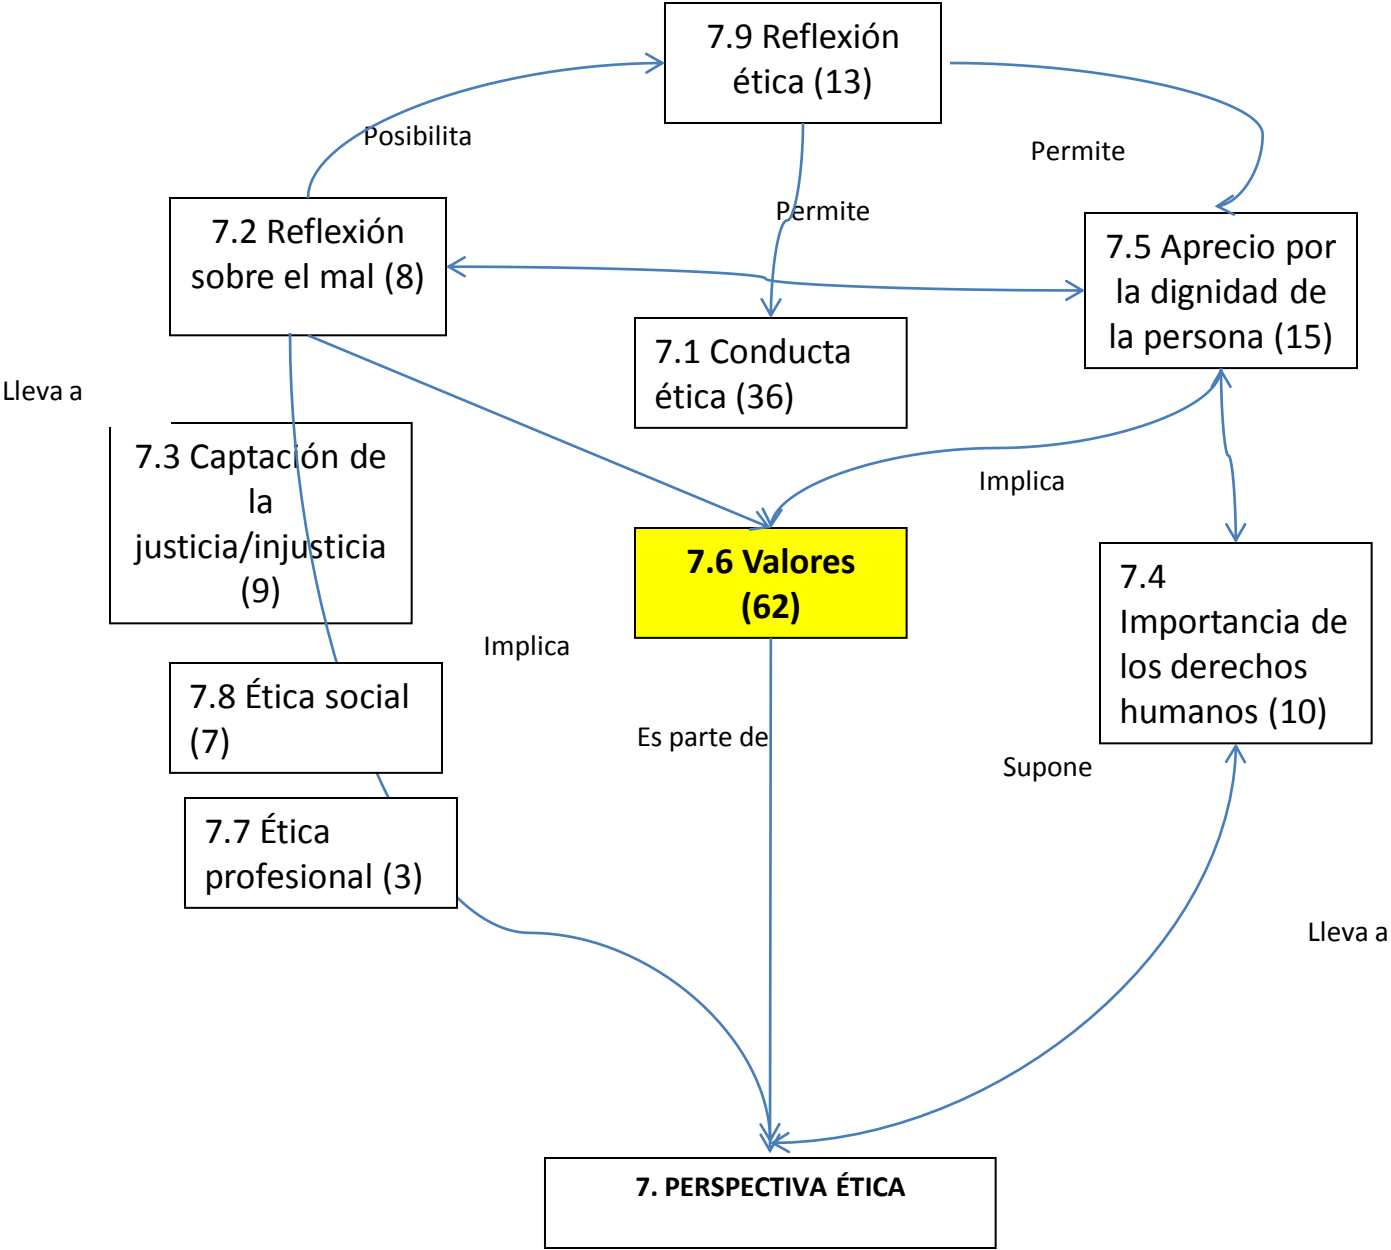 7.9 Reflexión
ética (13)
Posibilita
Permite
Permite
7.2 Reflexión
sobre el mal (8)
7.5 Aprecio por
la dignidad de
la persona (15)
7.1 Conducta
ética (36)
Lleva a
7.3 Captación de
la
justicia/injusticia
(9)
Implica
7.6 Valores
(62)
7.4
Importancia de
los derechos
humanos (10)
Implica
7.8 Ética social
(7)
Es parte de
Supone
7.7 Ética
profesional (3)
Lleva a
7. PERSPECTIVA ÉTICA